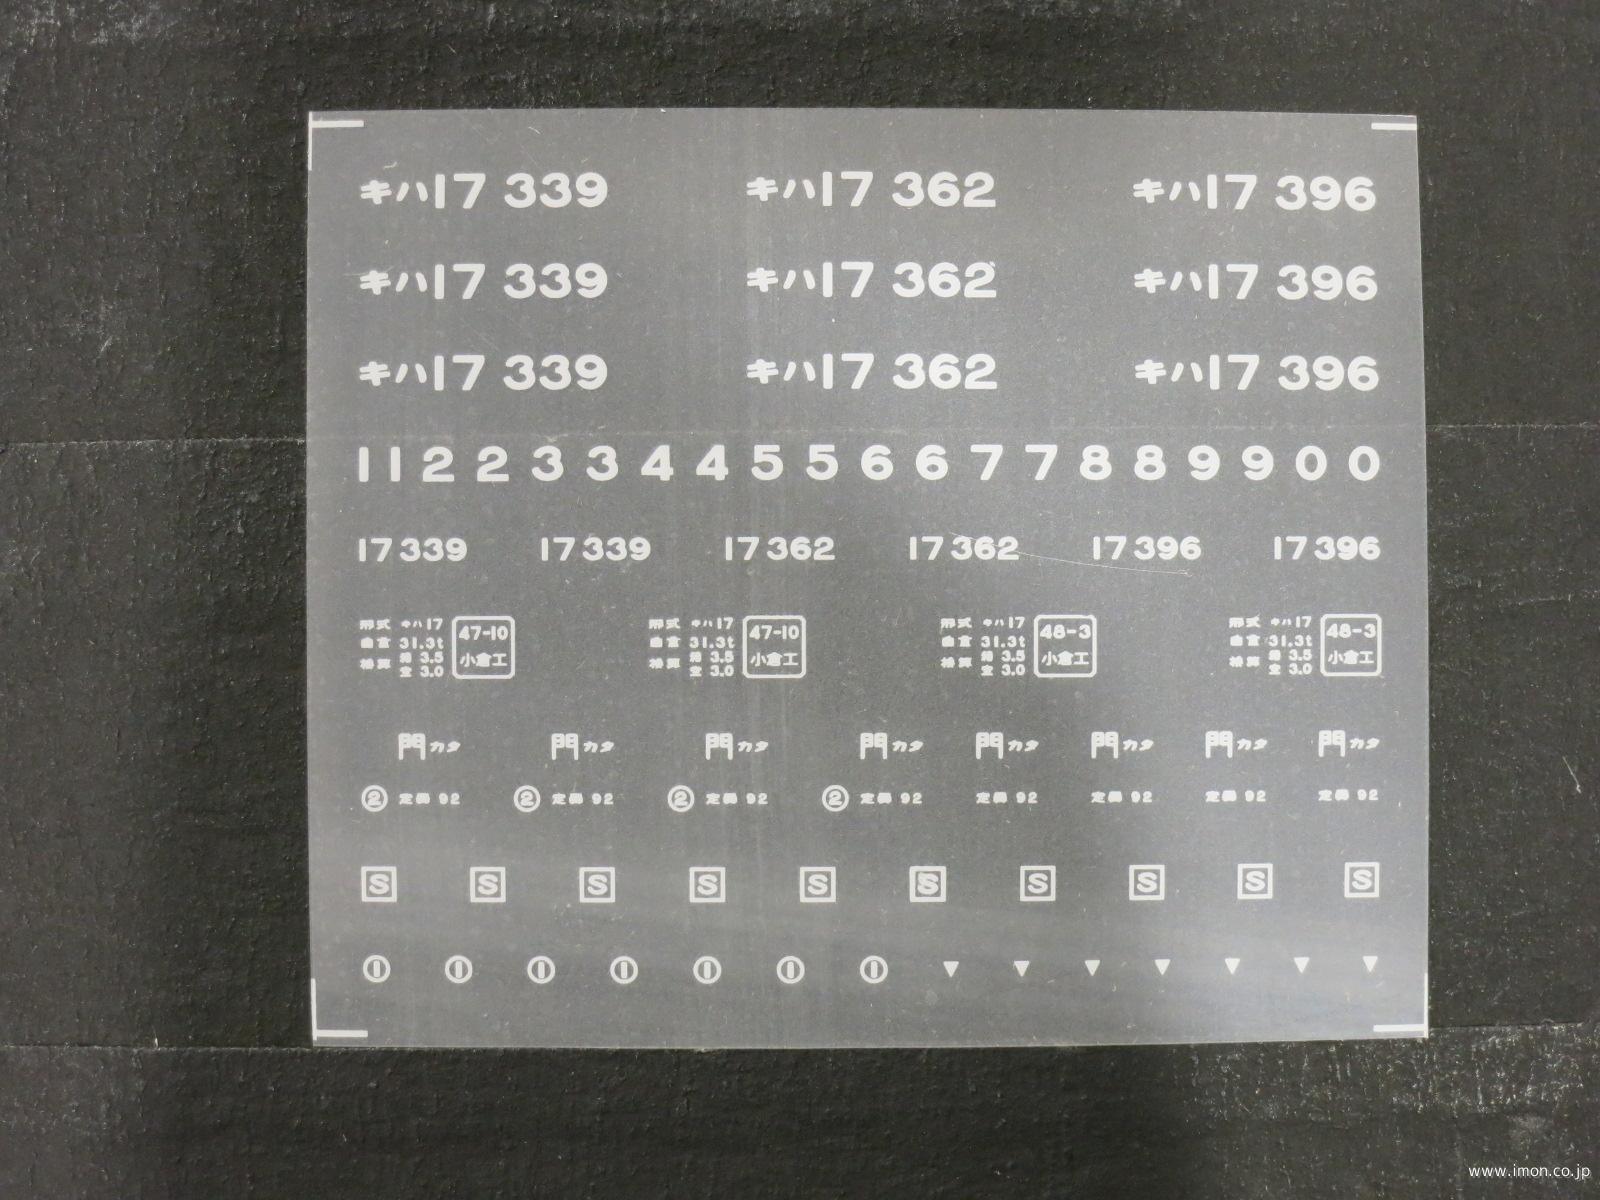 キハ17 339 キハ17 362 キハ17 396
キハ17 339 キハ17 362 キハ17 396
キハ17 339 キハ17 362 キハ17 396
1 1 2 2 3 3 4 4 5 5 6 6 7 7 8 8 9 9 0 0
17 339 17 339 17 362 17 362 17 396 17 396
形式 キハ17 47-10 形式 キハ17 47-10 形式 キハ17 48-3 形式 キハ17 48-3
自重 31.3t 自重 31.3t 自重 31.3t 自重 31.3t
換算 3.5 小倉工 換算 3.5 小倉工 換算 3.5 小倉工 換算 3.5 小倉工
空 3.0 空 3.0 空 3.0 空 3.0
門カタ 門カタ 門カタ 門カタ 門カタ 門カタ 門カタ 門カタ
② 定員 92 ② 定員 92 ② 定員 92 ② 定員 92 定員 92 定員 92 定員 92 定員 92
S S S S S S S S S S
① ① ① ① ① ① ① ▼ ▼ ▼ ▼ ▼ ▼ ▼
www.imon.co.jp